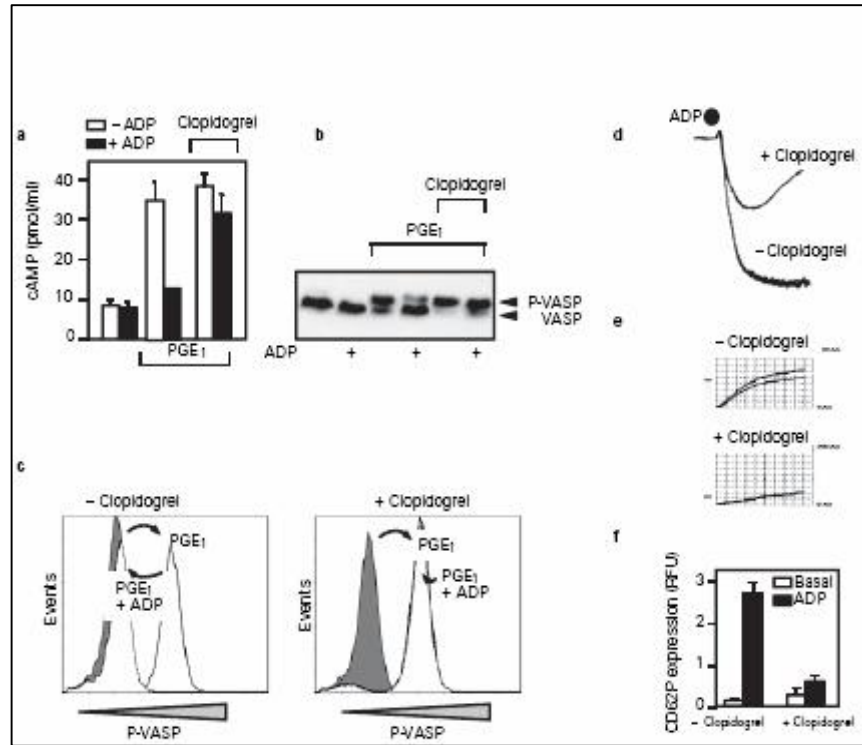 a
– ADP
+ ADP
Clopidogrel
cAMP (pmol/ml)
40
30
20
10
0
PGE1
b
Clopidogrel
PGE1
P-VASP
VASP
ADP + + +
c
– Clopidogrel
Events
PGE1
PGE1
+ ADP
P-VASP
+ Clopidogrel
Events
PGE1
PGE1
+ ADP
P-VASP
d
ADP
+ Clopidogrel
– Clopidogrel
e
– Clopidogrel
+ Clopidogrel
f
CD62P expression (RFU)
3
2
1
0
Basal
ADP
– Clopidogrel + Clopidogrel